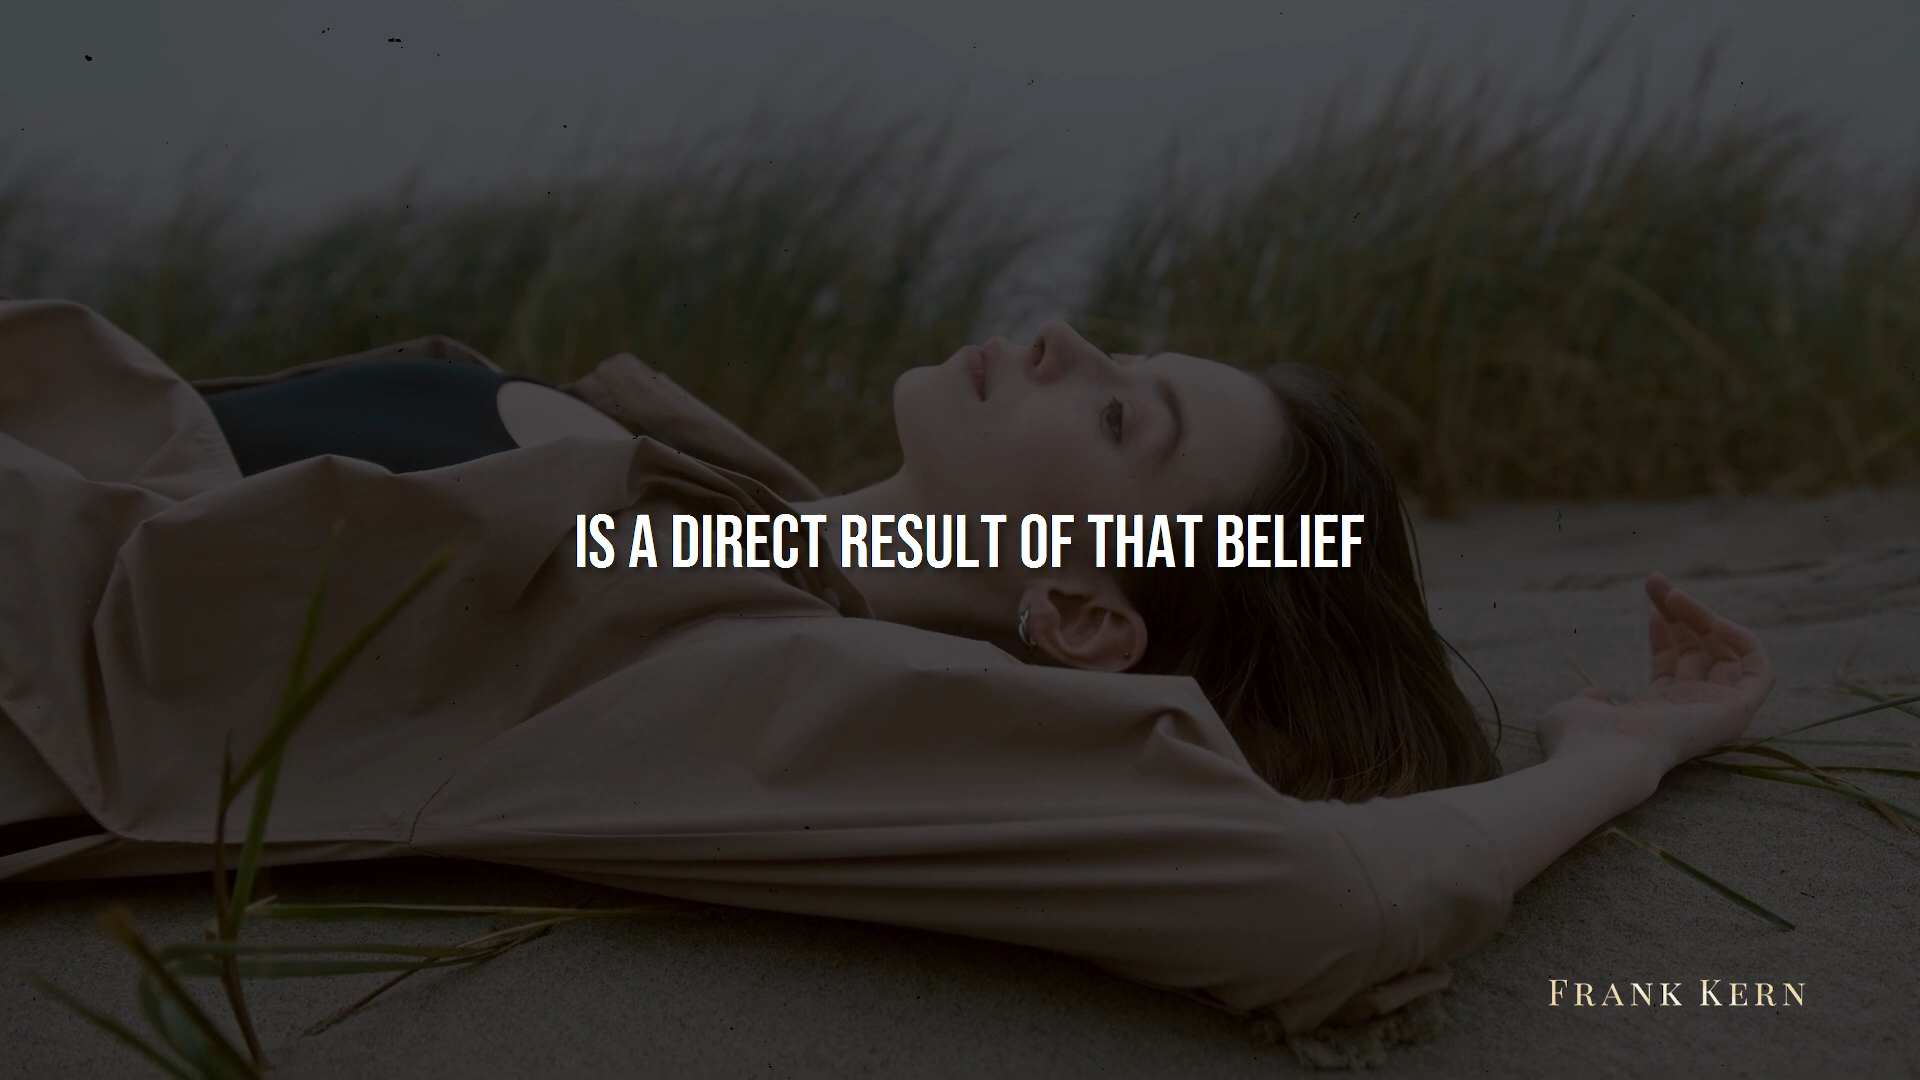 IS A DIRECT RESULT OF THAT BELIEF
FRANK KERN